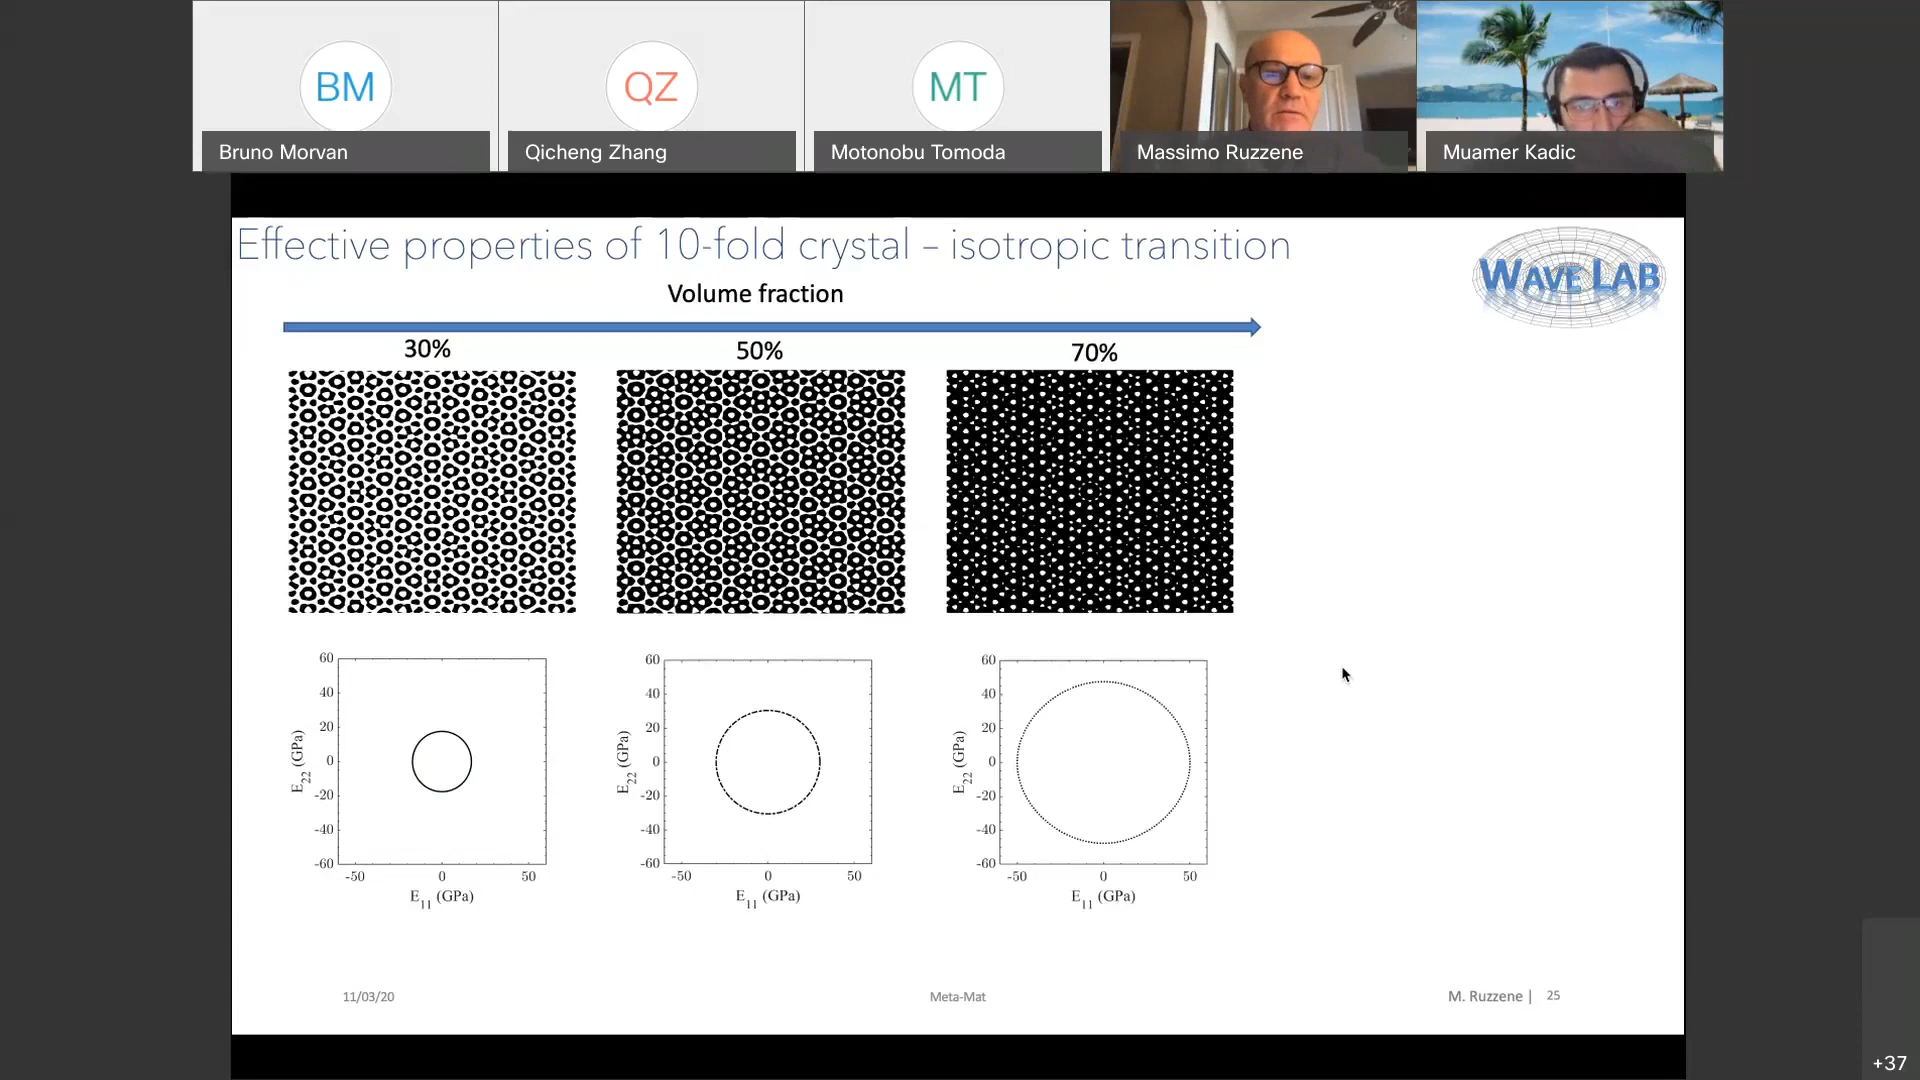 BM
QZ
MT
Bruno Morvan
Qicheng Zhang
Motonobu Tomoda
Massimo Ruzzene
Muamer Kadic
Effective properties of 10-fold crystal – isotropic transition
WAVE LAB
Volume fraction
30%
50%
70%
60
40
20
0
-20
-40
-60
E22 (GPa)
-50 0 50
E11 (GPa)
60
40
20
0
-20
-40
-60
E22 (GPa)
-50 0 50
E11 (GPa)
60
40
20
0
-20
-40
-60
E22 (GPa)
-50 0 50
E11 (GPa)
11/03/20
Meta-Mat
M. Ruzzene | 25
+37